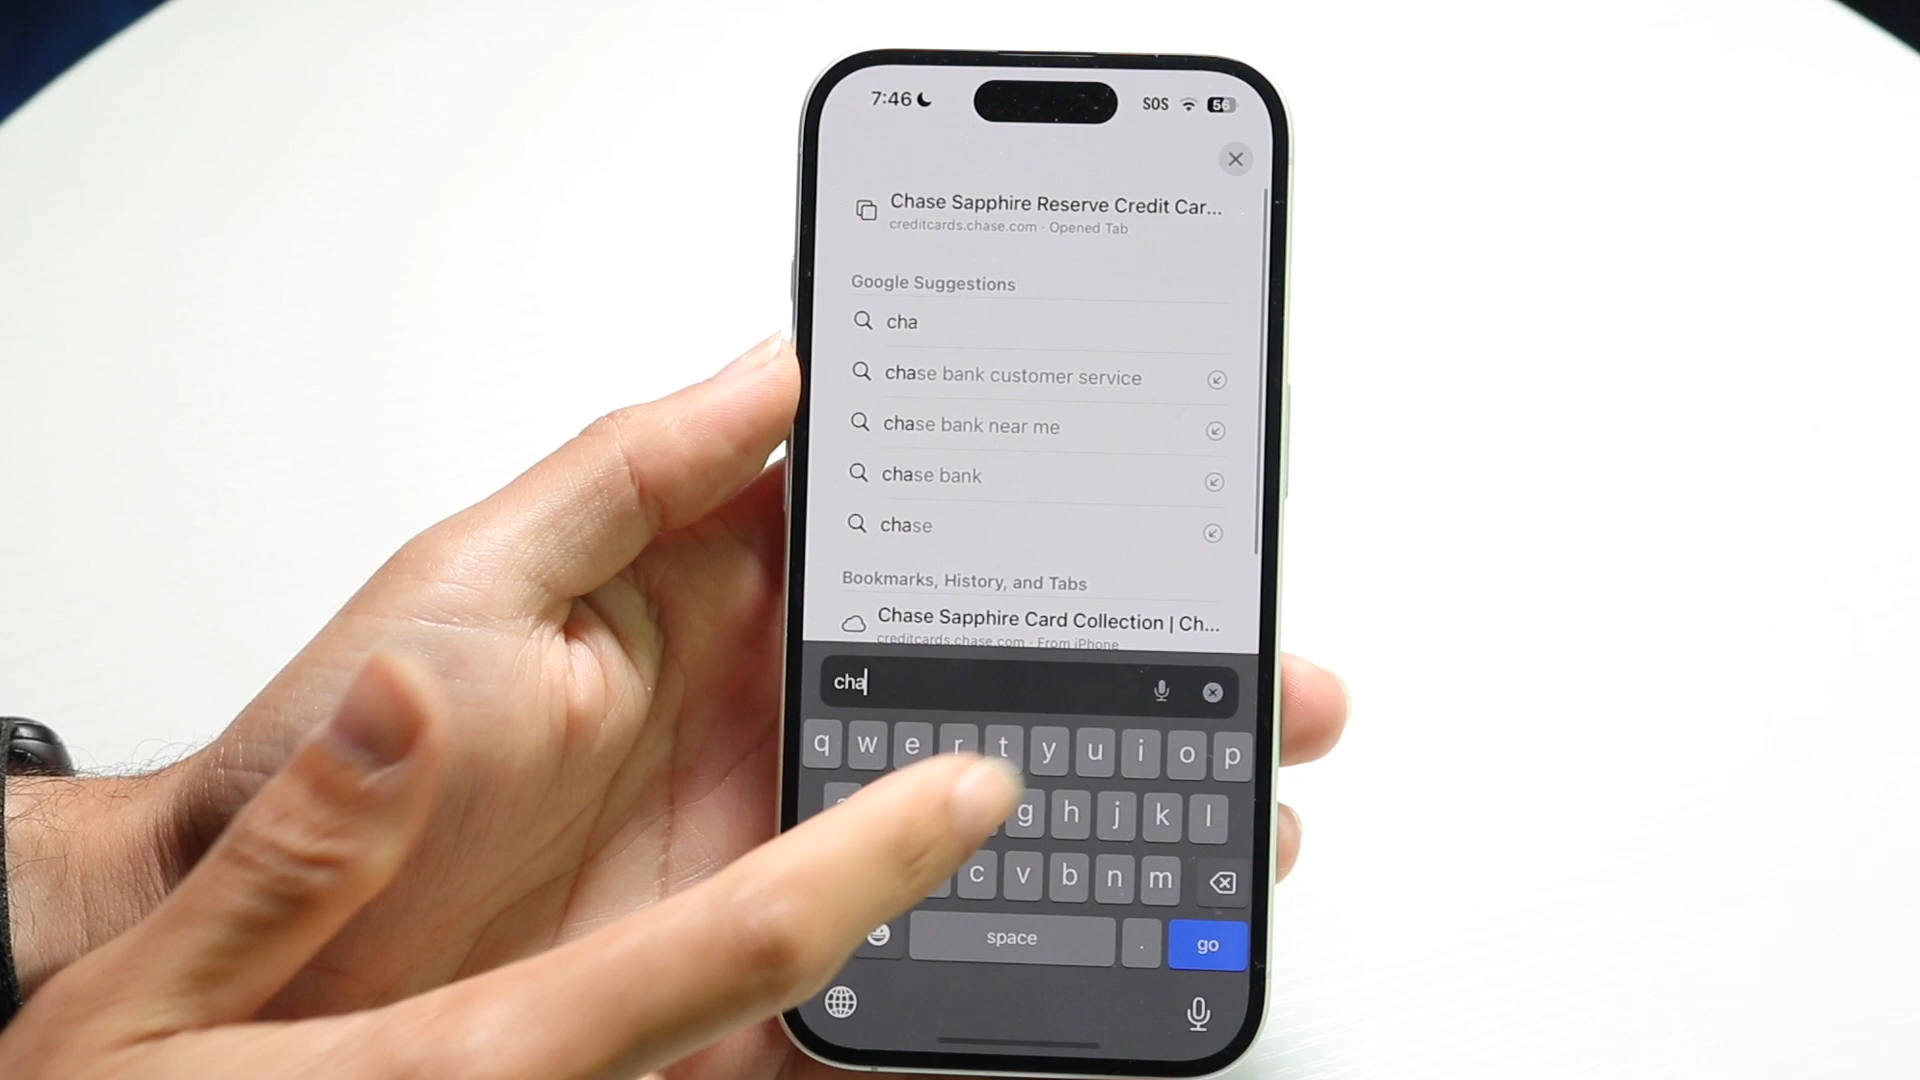 7:46 SOS 56
Chase Sapphire Reserve Credit Car...
creditcards.chase.com · Opened Tab
Google Suggestions
cha
chase bank customer service
chase bank near me
chase bank
chase
Bookmarks, History, and Tabs
Chase Sapphire Card Collection | Ch...
creditcards.chase.com · From iPhone
cha
q w e r t y u i o p
g h j k l
c v b n m
space . go